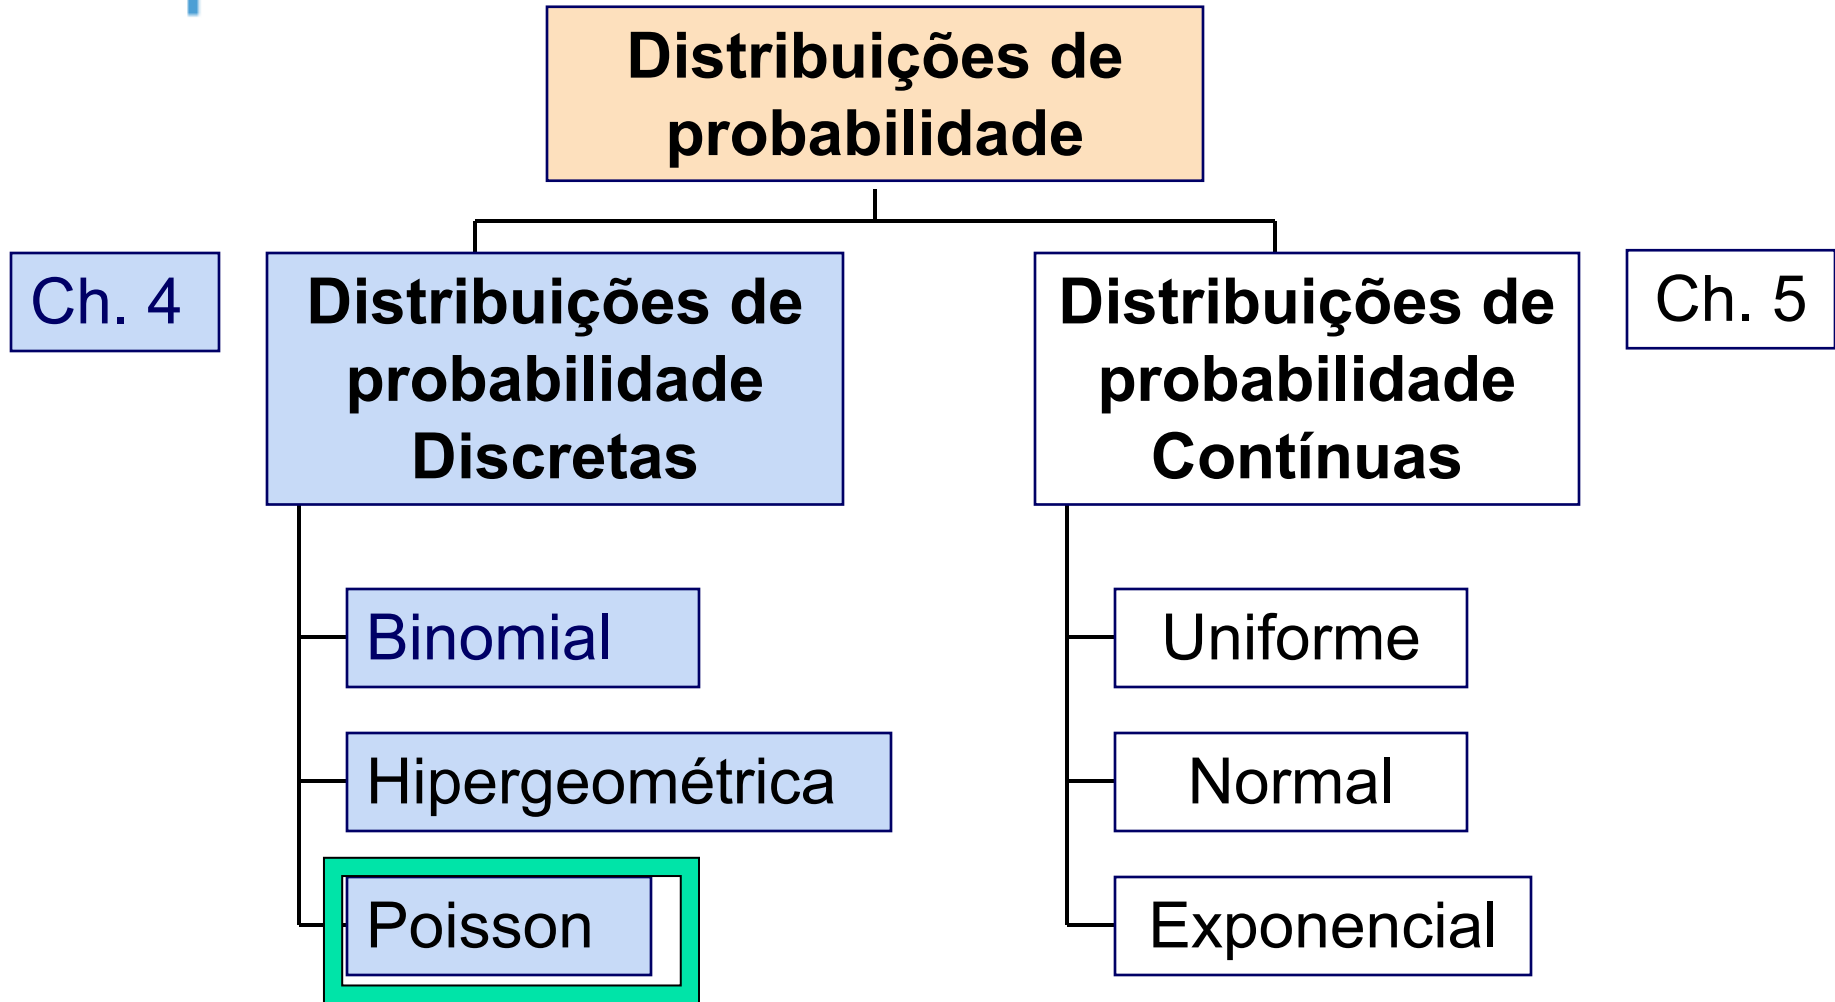 Distribuições de
probabilidade
Ch. 4
Distribuições de
probabilidade
Discretas
Distribuições de
probabilidade
Contínuas
Ch. 5
Binomial
Hipergeométrica
Poisson
Uniforme
Normal
Exponencial